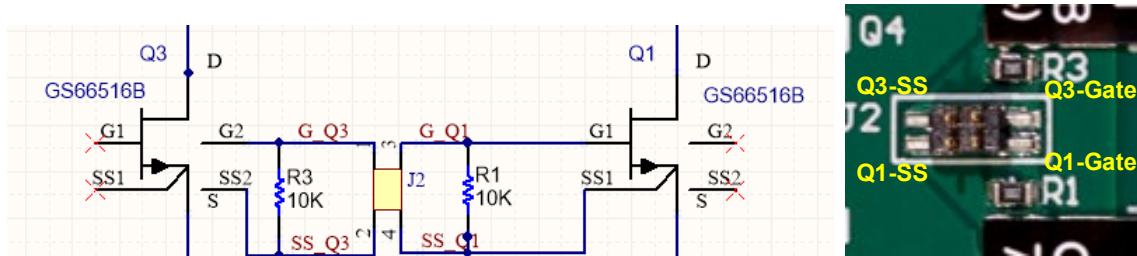 Q3
D
GS66516B
G1
G2
G_Q3
1
SS1
SS2
S
R3
10K
SS_Q3
2
3
G_Q1
J2
4
SS_Q1
R1
10K
Q1
D
GS66516B
G1
G2
SS1
SS2
S
Q4
R3
Q3-SS
Q3-Gate
J2
Q1-SS
Q1-Gate
R1